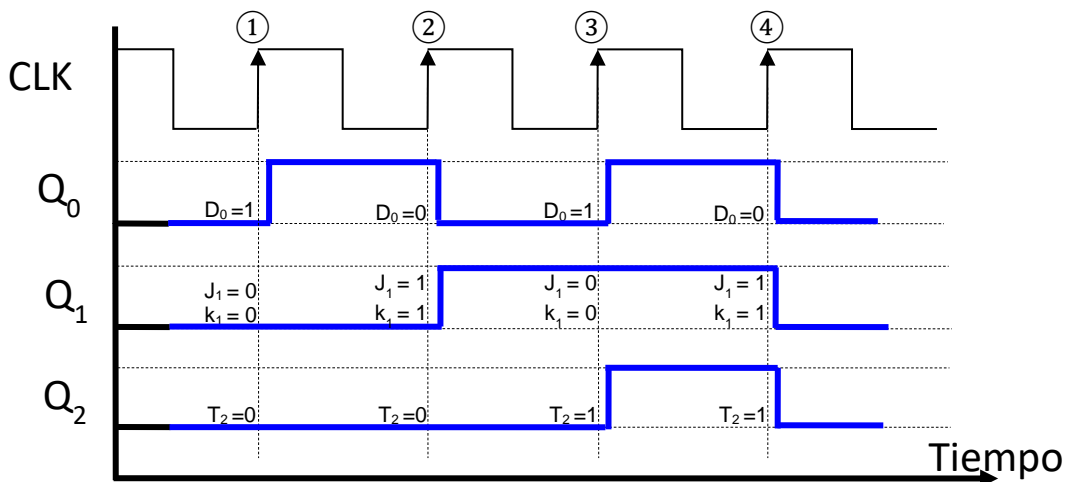 ① ② ③ ④
CLK
Q₀
D₀ =1 D₀ =0 D₀ =1 D₀ =0
Q₁
J₁ = 0 J₁ = 1 J₁ = 0 J₁ = 1
k₁ = 0 k₁ = 1 k₁ = 0 k₁ = 1
Q₂
T₂ =0 T₂ =0 T₂ =1 T₂ =1
Tiempo